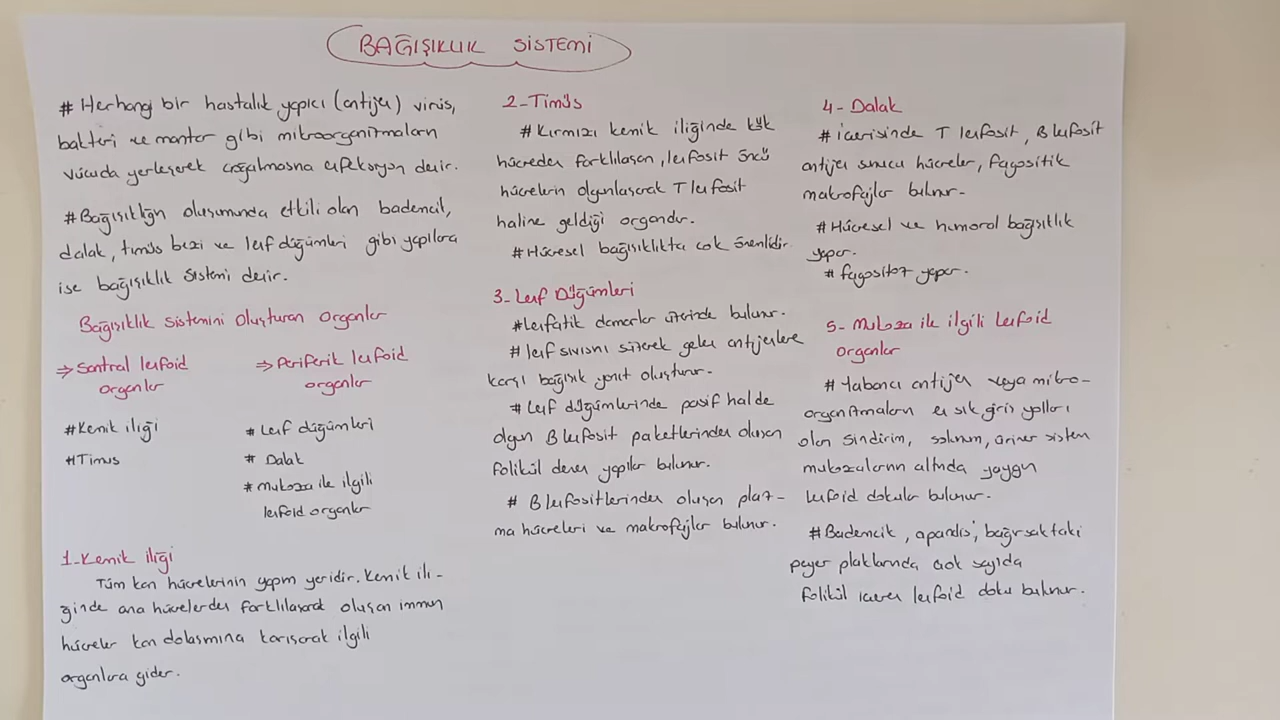 BAĞIŞIKLIK SİSTEMİ
# Herhangi bir hastalık yapıcı (antijen) virüs,
bakteri ve mantar gibi mikroorganizmaların
vücuda yerleşerek çoğalmasına enfeksiyon denir.
# Bağışıklığın oluşumunda etkili olan bademcik,
dalak, timüs bezi ve lenf düğümleri gibi yapılara
ise bağışıklık sistemi denir.
Bağışıklık sistemini oluşturan organlar
⇒ Santral lenfoid
organlar
# Kemik iliği
# Timus
⇒ Periferik lenfoid
organlar
# Lenf düğümleri
# Dalak
# mukoza ile ilgili
lenfoid organlar
1-Kemik iliği
Tüm kan hücrelerinin yapım yeridir. Kemik ili-
ğinde ana hücrelerden farklılaşarak oluşan immun
hücreler kan dolaşımına karışarak ilgili
organlara gider.
2-Timüs
# Kırmızı kemik iliğinde kök
hücreden farklılaşan, lenfosit öncü
hücrelerin olgunlaşarak T lenfosit
haline geldiği organdır.
# Hücresel bağışıklıkta çok önemlidir.
3-Lenf Düğümleri
# Lenfatik damarlar üzerinde bulunur.
# lenf sıvısını süzerek gelen antijenlere
karşı bağışık yanıt oluşturur.
# Lenf düğümlerinde pasif halde
olgun B lenfosit paketlerinden oluşan
folikül denen yapılar bulunur.
# B lenfositlerinden oluşan plaz-
ma hücreleri ve makrofajlar bulunur.
4- Dalak
# içerisinde T lenfosit, B lenfosit
antijen sunucu hücreler, fagositik
makrofajlar bulunur.
# Hücresel ve humoral bağışıklık
yapar.
# fagositoz yapar.
5- Mukoza ile ilgili Lenfoid
organlar
# Yabancı antijen veya mikro-
organizmaların en sık giriş yolları
olan sindirim, solunum, üriner sistem
mukozalarının altında yaygın
lenfoid dokular bulunur.
# Bademcik, apandis, bağırsaktaki
peyer plaklarında çok sayıda
folikül içeren lenfoid doku bulunur.